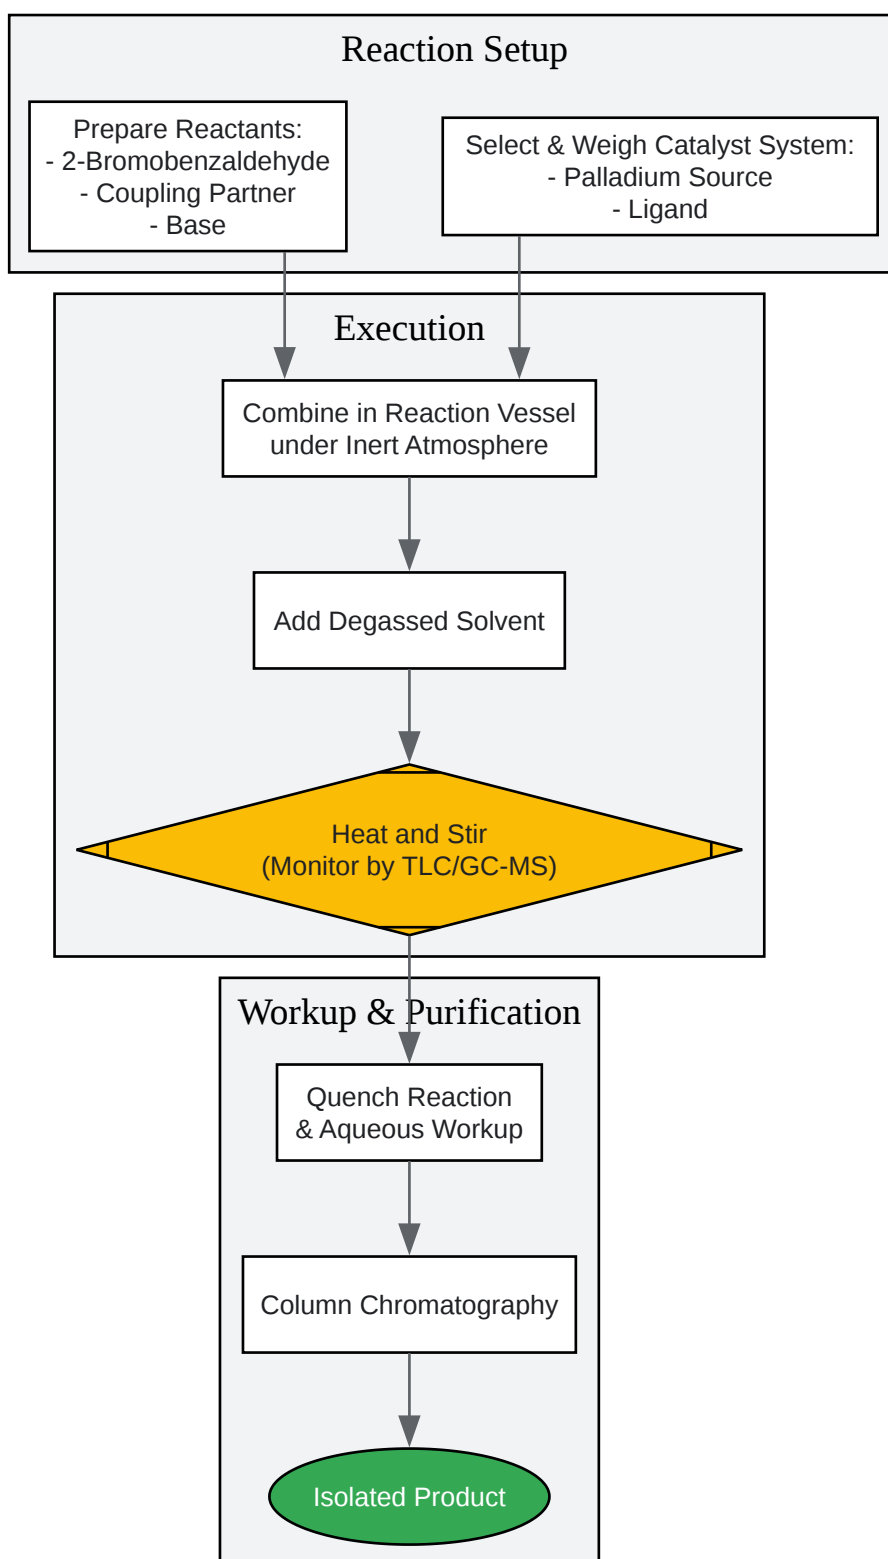 Reaction Setup
Prepare Reactants:
- 2-Bromobenzaldehyde
- Coupling Partner
- Base
Select & Weigh Catalyst System:
- Palladium Source
- Ligand
Execution
Combine in Reaction Vessel
under Inert Atmosphere
Add Degassed Solvent
Heat and Stir
(Monitor by TLC/GC-MS)
Workup & Purification
Quench Reaction
& Aqueous Workup
Column Chromatography
Isolated Product